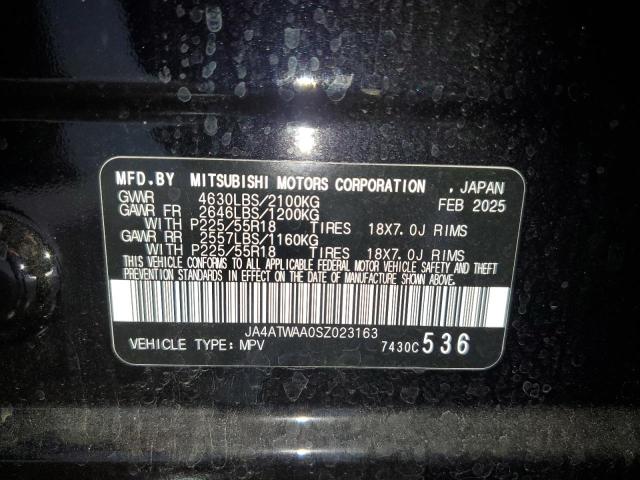 MFD.BY MITSUBISHI MOTORS CORPORATION , JAPAN
GVWR 4630LBS/2100KG FEB 2025
GAWR FR 2646LBS/1200KG
WITH P225/55R18 TIRES 18X7.0J RIMS
GAWR RR 2557LBS/1160KG
WITH P225/55R18 TIRES 18X7.0J RIMS
THIS VEHICLE CONFORMS TO ALL APPLICABLE FEDERAL MOTOR VEHICLE SAFETY AND THEFT
PREVENTION STANDARDS IN EFFECT ON THE DATE OF MANUFACTURE SHOWN ABOVE.
JA4ATWAA0SZ023163
VEHICLE TYPE: MPV 7430C 536